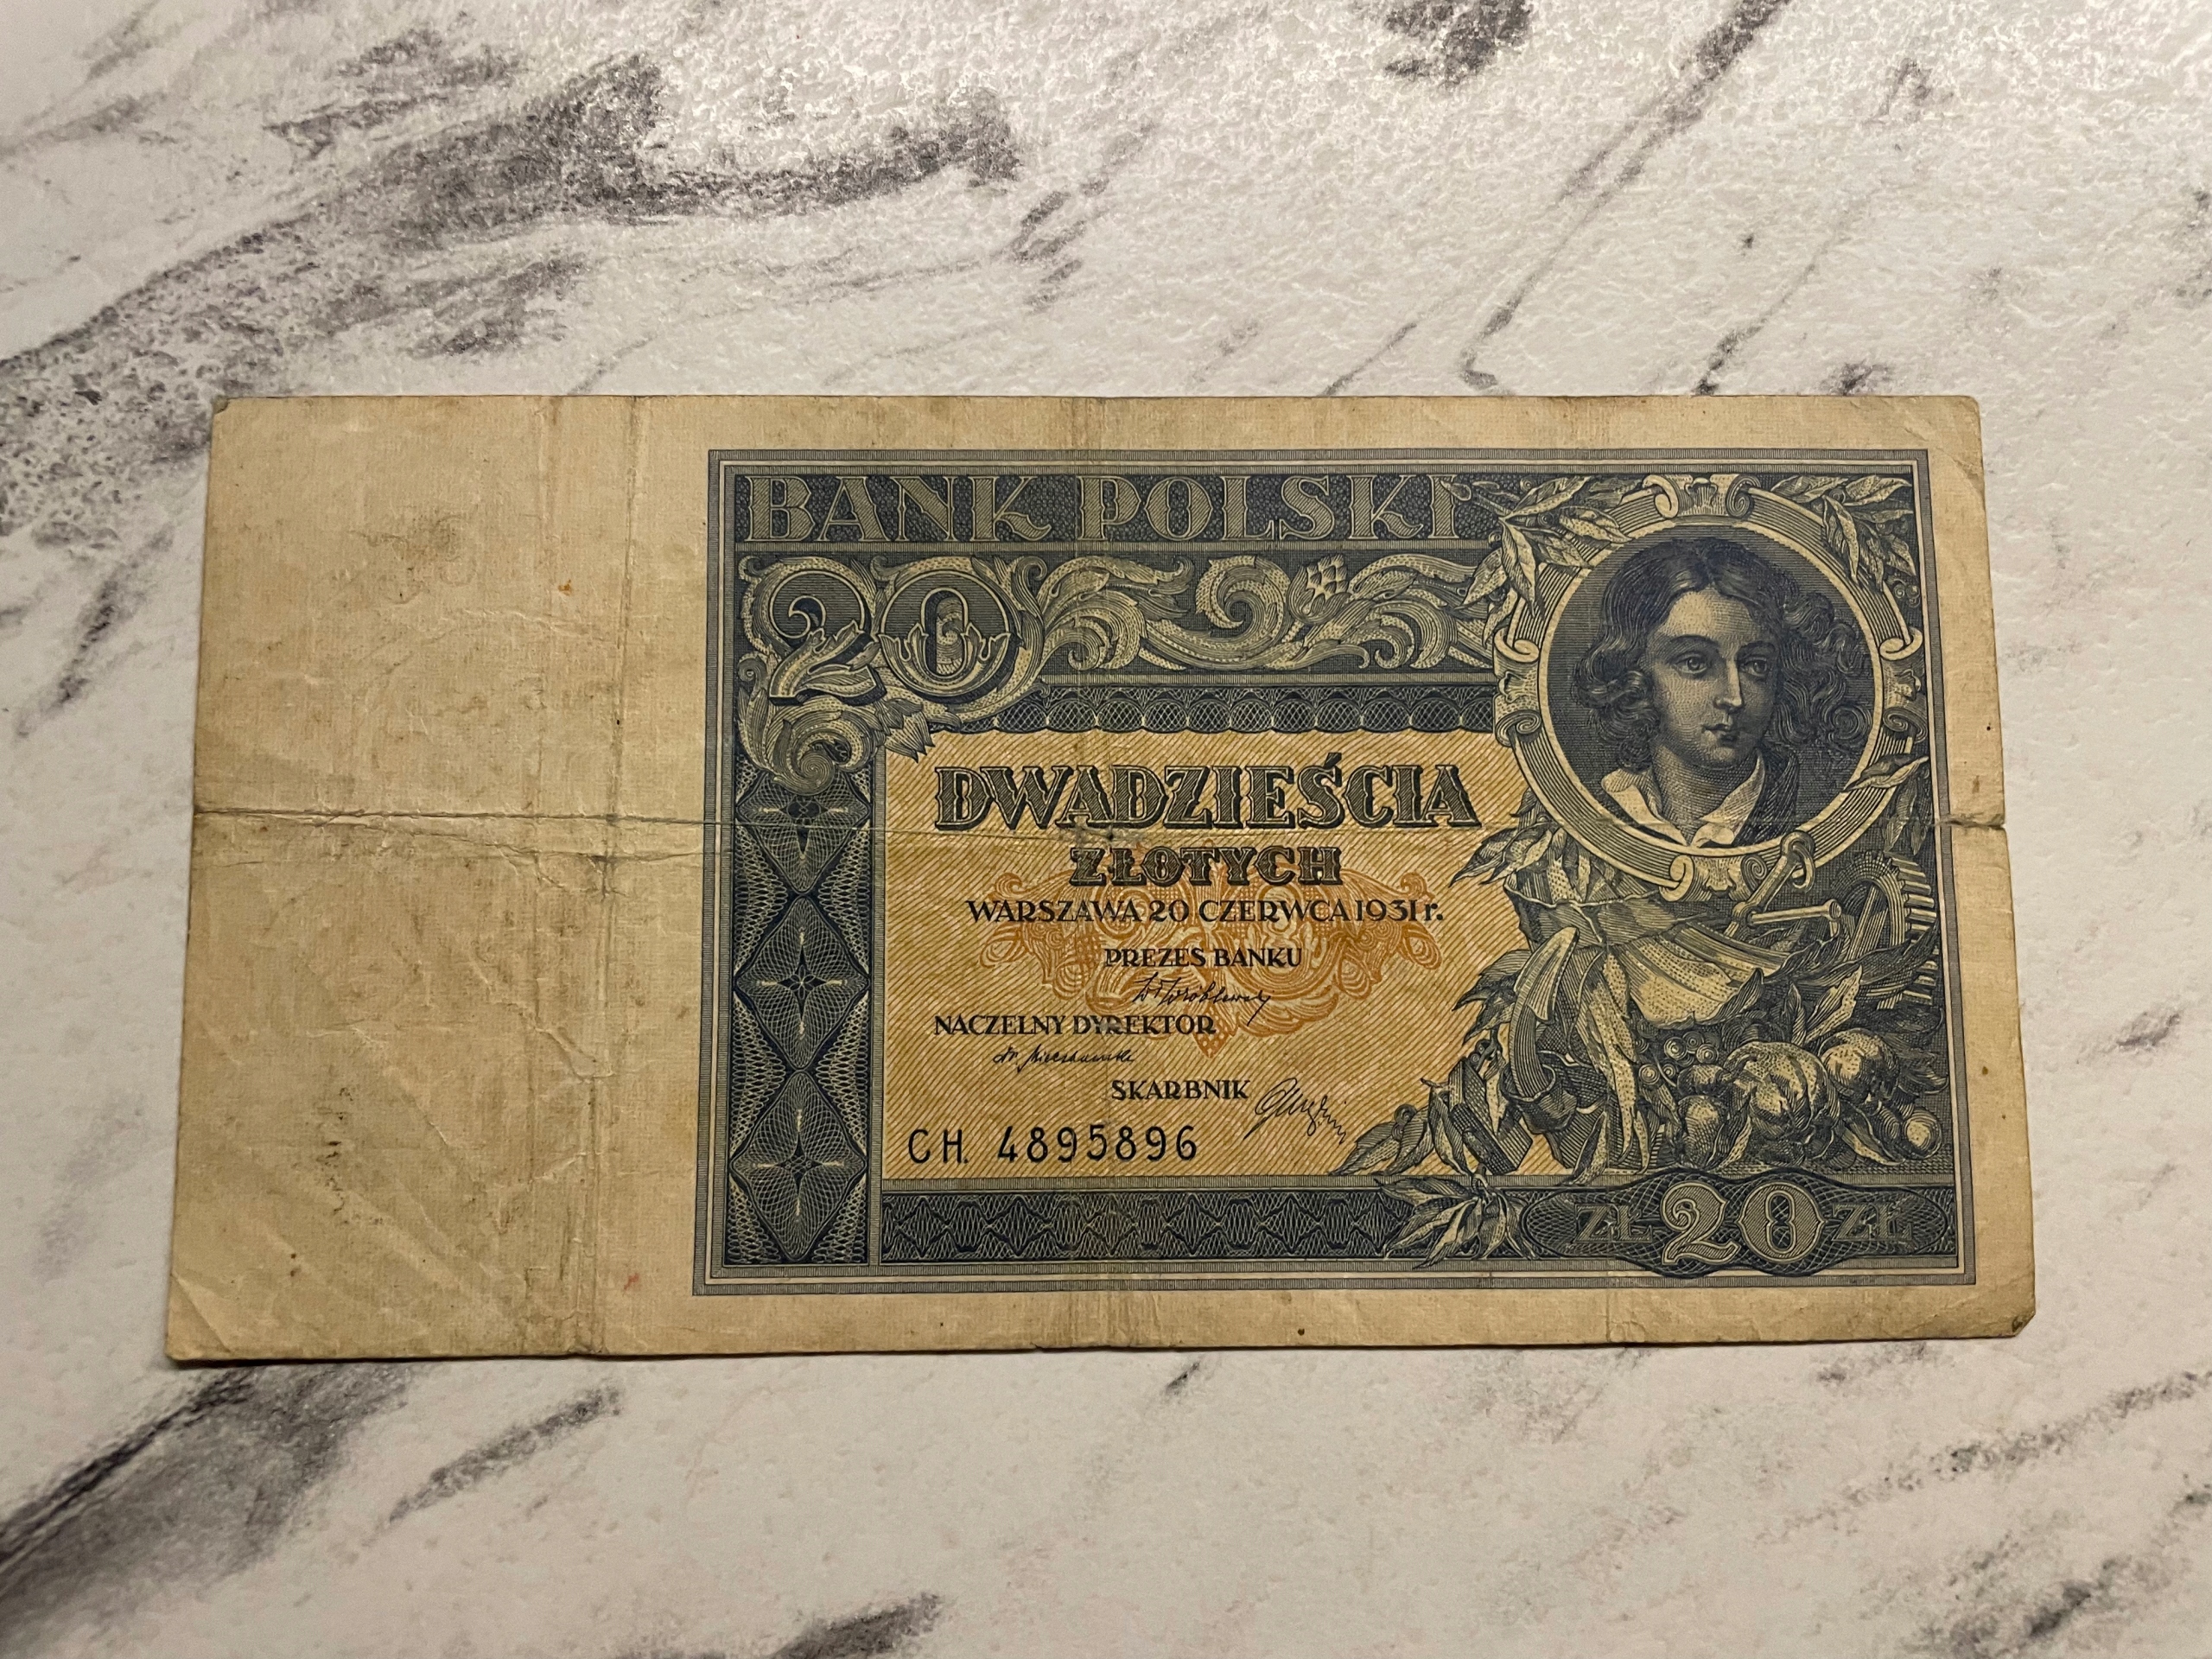 BANK POLSKI
20
DWADZIEŚCIA
ZŁOTYCH
WARSZAWA 20 CZERWCA 1931 r.
PREZES BANKU
NACZELNY DYREKTOR
SKARBNIK
CH. 4895896
ZŁ 20 ZŁ